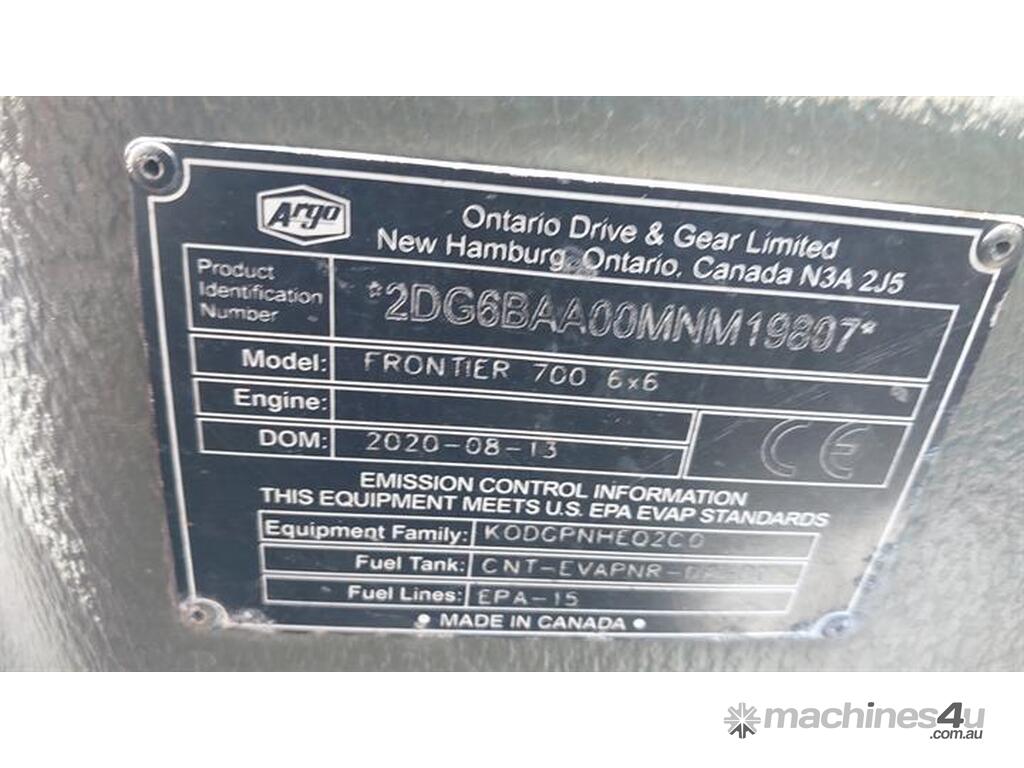 Argo
Ontario Drive & Gear Limited
New Hamburg, Ontario, Canada N3A 2J5
Product
Identification
Number
*2DG6BAA00MNM19807*
Model: FRONTIER 700 6x6
Engine:
DOM: 2020-08-13
CE
EMISSION CONTROL INFORMATION
THIS EQUIPMENT MEETS U.S. EPA EVAP STANDARDS
Equipment Family:
Fuel Tank:
Fuel Lines: EPA-15
• MADE IN CANADA •
machines4u
.com.au